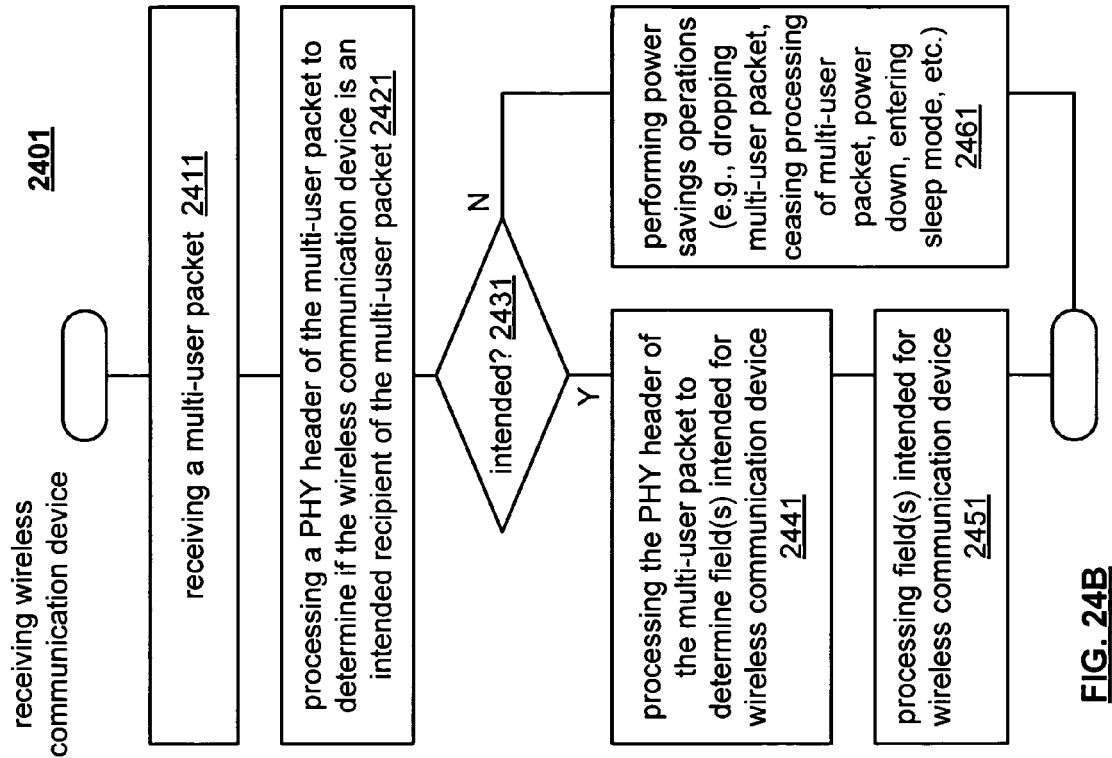 receiving wireless
communication device
2401
receiving a multi-user packet 2411
processing a PHY header of the multi-user packet to
determine if the wireless communication device is an
intended recipient of the multi-user packet 2421
intended? 2431
N
Y
processing the PHY header of
the multi-user packet to
determine field(s) intended for
wireless communication device
2441
processing field(s) intended for
wireless communication device
2451
performing power
savings operations
(e.g., dropping
multi-user packet,
ceasing processing
of multi-user
packet, power
down, entering
sleep mode, etc.)
2461
FIG. 24B